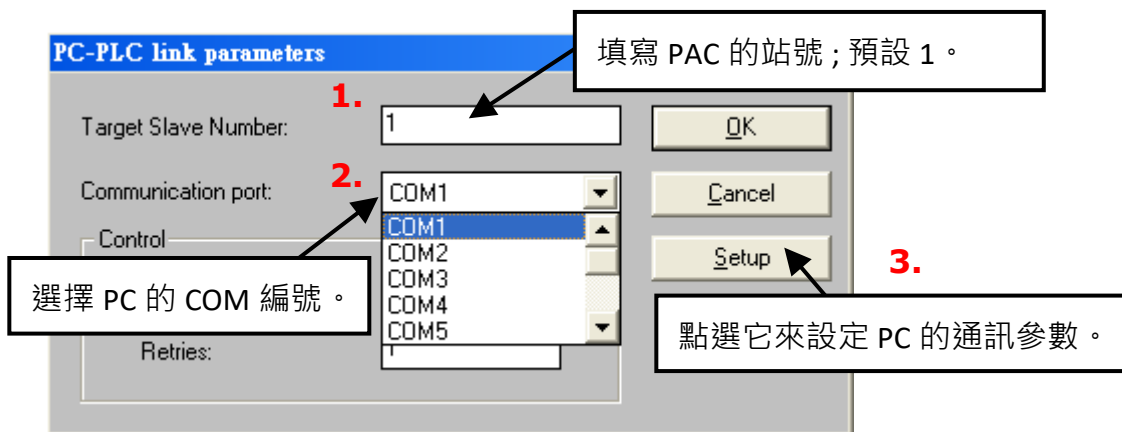 填寫 PAC 的站號 ; 預設 1。
PC-PLC link parameters
1.
Target Slave Number:
1
OK
2.
Communication port:
COM1
Cancel
COM1
COM2
COM3
COM4
COM5
Control
Setup
3.
選擇 PC 的 COM 編號。
點選它來設定 PC 的通訊參數。
Retries: